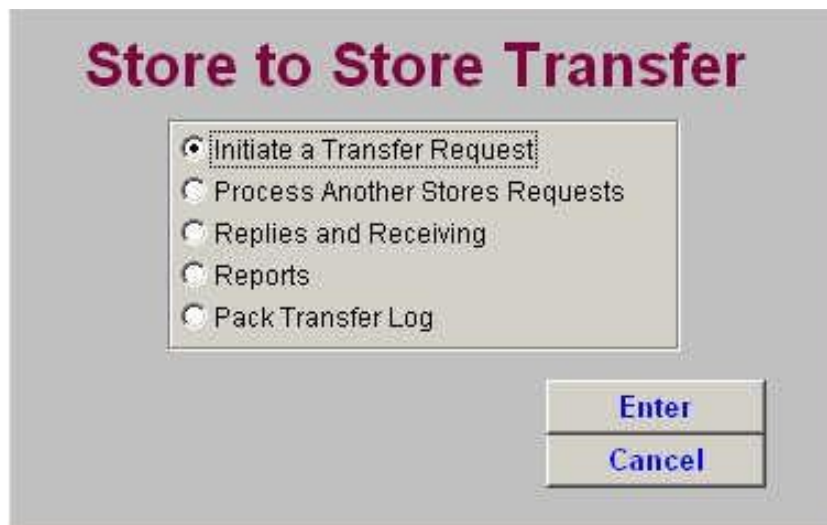 Store to Store Transfer
Initiate a Transfer Request
Process Another Stores Requests
Replies and Receiving
Reports
Pack Transfer Log
Enter
Cancel